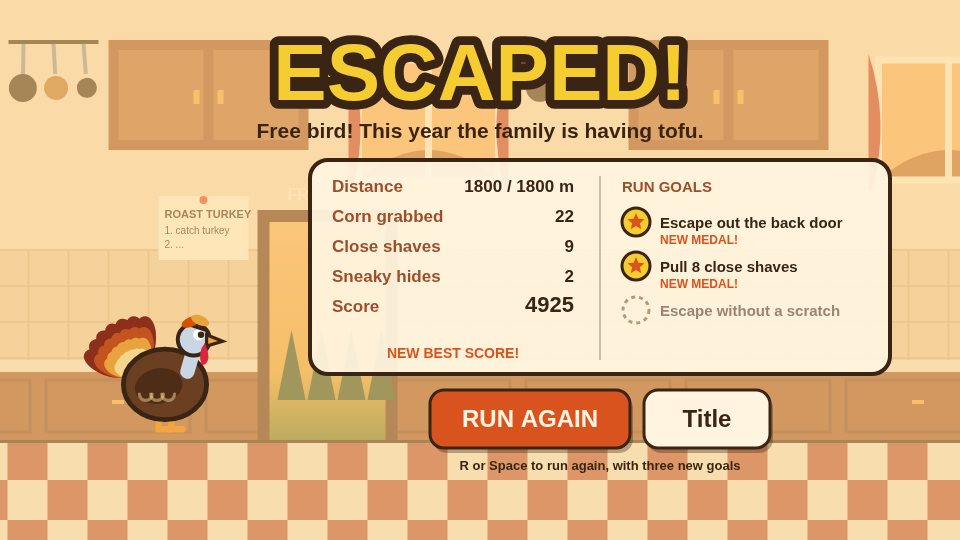 ESCAPED!
Free bird! This year the family is having tofu.
ROAST TURKEY
1. catch turkey
2. ...
Distance 1800 / 1800 m
Corn grabbed 22
Close shaves 9
Sneaky hides 2
Score 4925
NEW BEST SCORE!
RUN GOALS
Escape out the back door
NEW MEDAL!
Pull 8 close shaves
NEW MEDAL!
Escape without a scratch
RUN AGAIN
Title
R or Space to run again, with three new goals